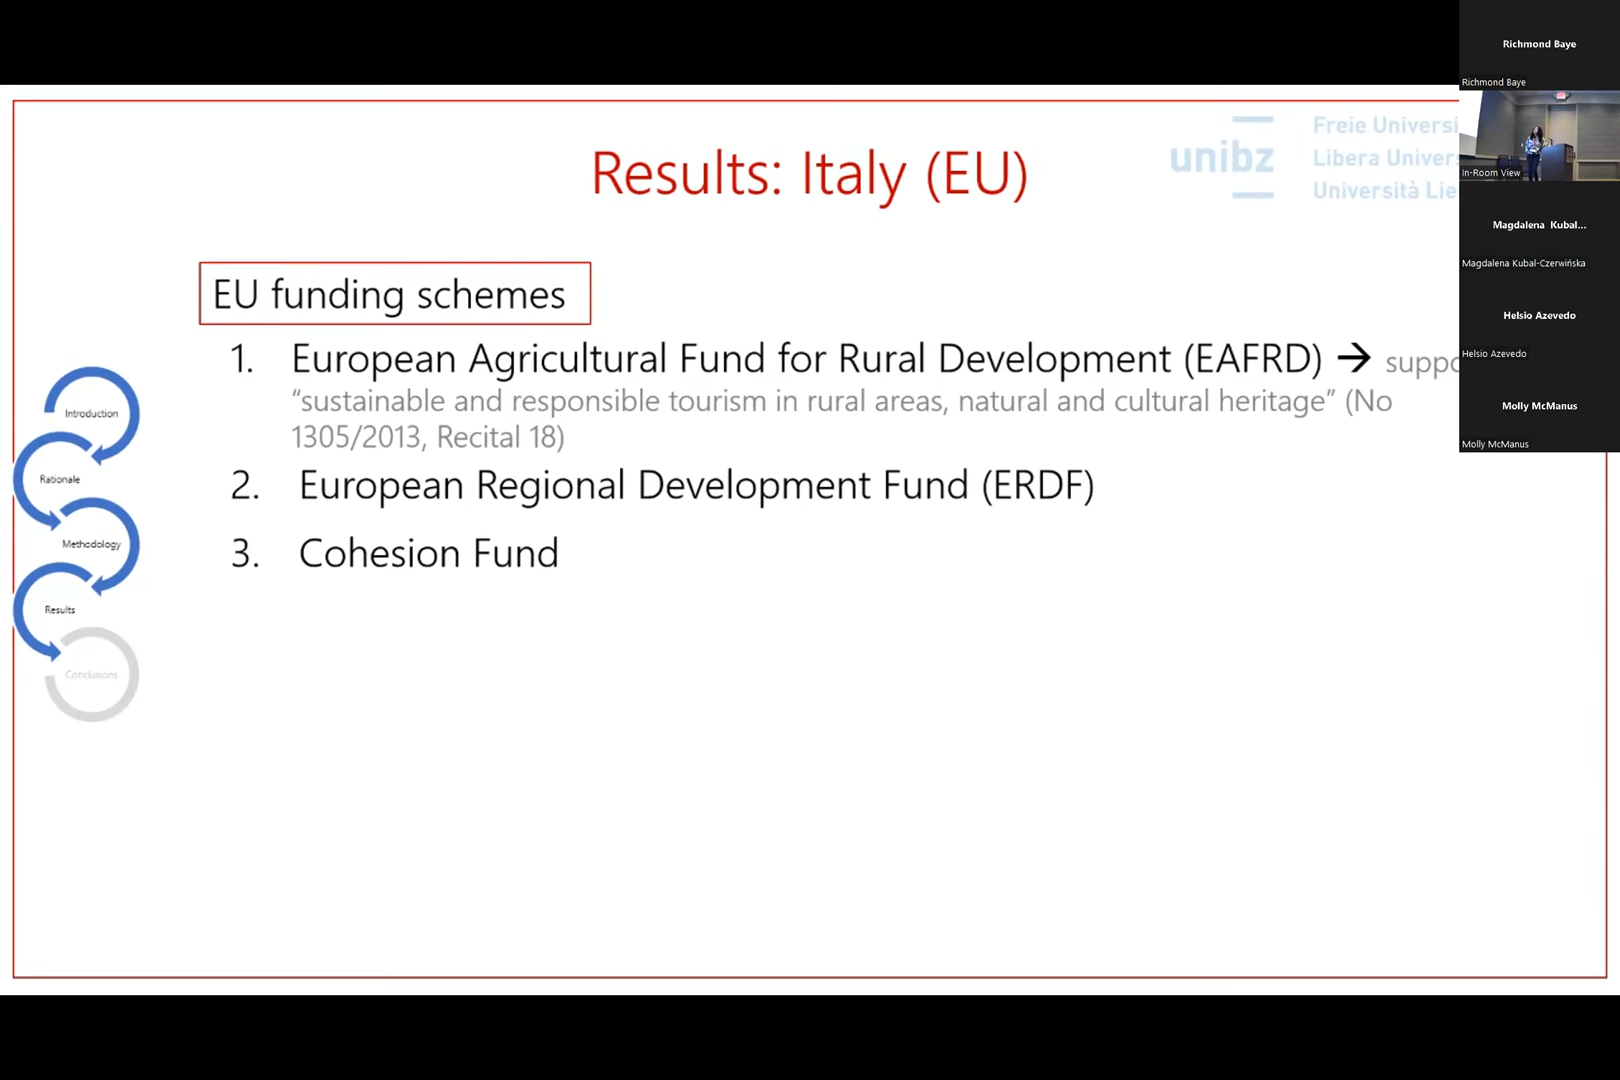 Results: Italy (EU)
unibz
Freie Universi
Libera Univer
Università Lie
EU funding schemes
1. European Agricultural Fund for Rural Development (EAFRD) → suppo
“sustainable and responsible tourism in rural areas, natural and cultural heritage” (No
1305/2013, Recital 18)
2. European Regional Development Fund (ERDF)
3. Cohesion Fund
Introduction
Rationale
Methodology
Results
Conclusions
Richmond Baye
Richmond Baye
In-Room View
Magdalena Kubal...
Magdalena Kubal-Czerwińska
Helsio Azevedo
Helsio Azevedo
Molly McManus
Molly McManus